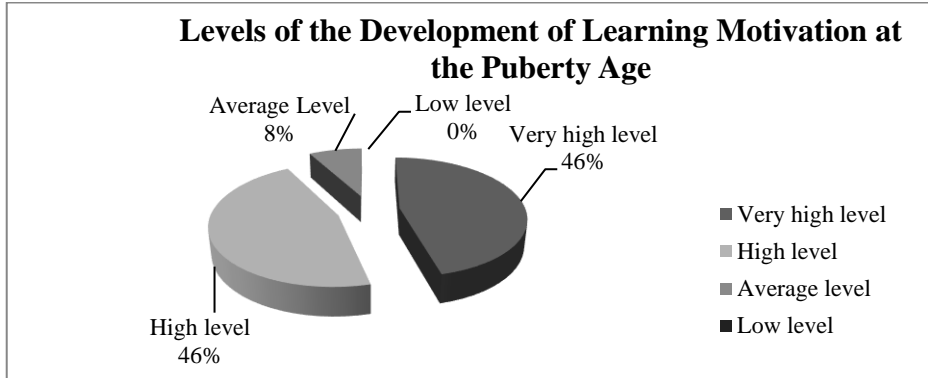 Levels of the Development of Learning Motivation at
the Puberty Age
Average Level
8%
Low level
0%
Very high level
46%
High level
46%
Very high level
High level
Average level
Low level